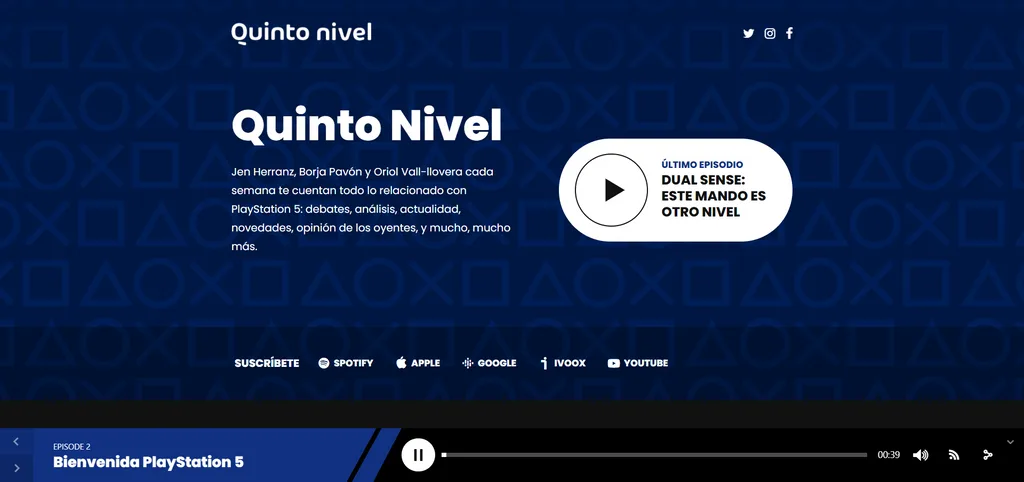 Quinto nivel
Quinto Nivel
Jen Herranz, Borja Pavón y Oriol Vall-llovera cada
semana te cuentan todo lo relacionado con
PlayStation 5: debates, análisis, actualidad,
novedades, opinión de los oyentes, y mucho, mucho
más.
ÚLTIMO EPISODIO
DUAL SENSE:
ESTE MANDO ES
OTRO NIVEL
SUSCRÍBETE SPOTIFY APPLE GOOGLE IVOOX YOUTUBE
EPISODE 2
Bienvenida PlayStation 5
00:39